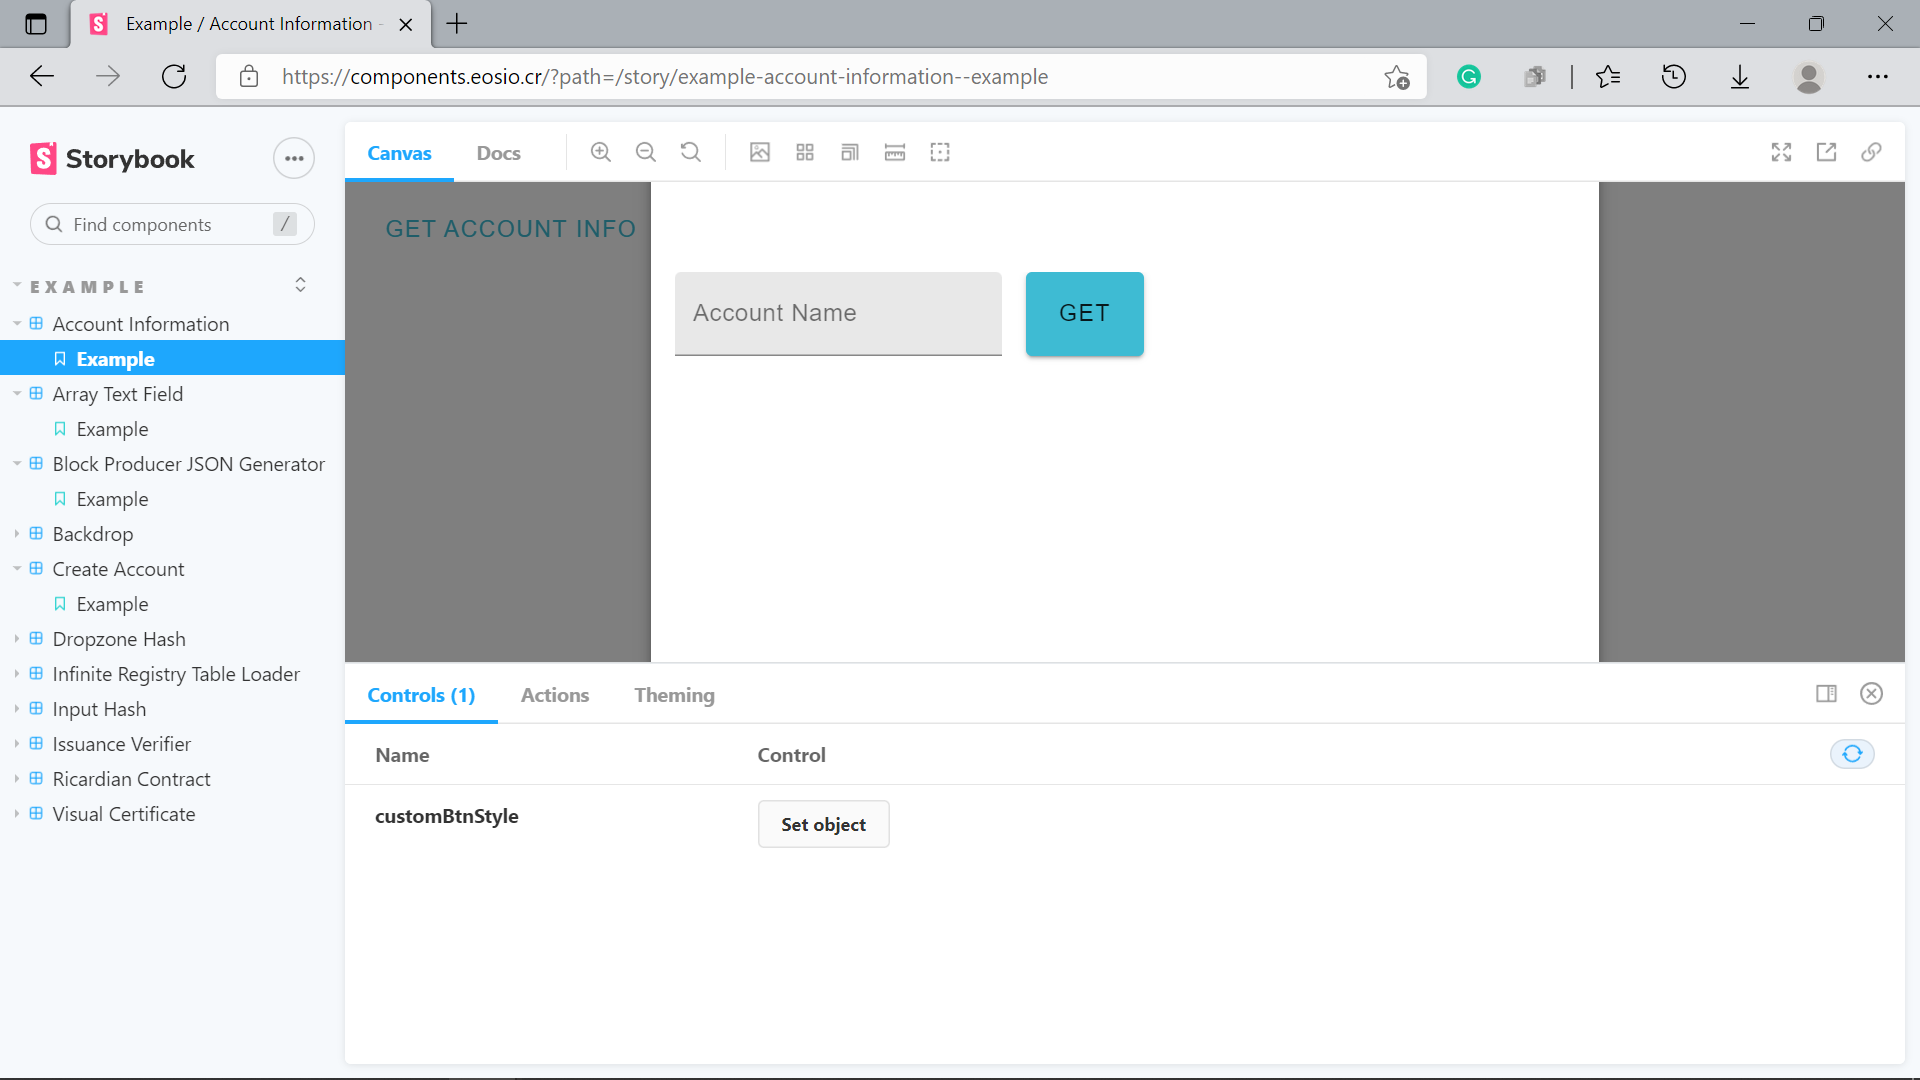 Example / Account Information -
https://components.eosio.cr/?path=/story/example-account-information--example
Storybook
Find components /
EXAMPLE
Account Information
Example
Array Text Field
Example
Block Producer JSON Generator
Example
Backdrop
Create Account
Example
Dropzone Hash
Infinite Registry Table Loader
Input Hash
Issuance Verifier
Ricardian Contract
Visual Certificate
Canvas Docs
GET ACCOUNT INFO
Account Name GET
Controls (1) Actions Theming
Name Control
customBtnStyle Set object